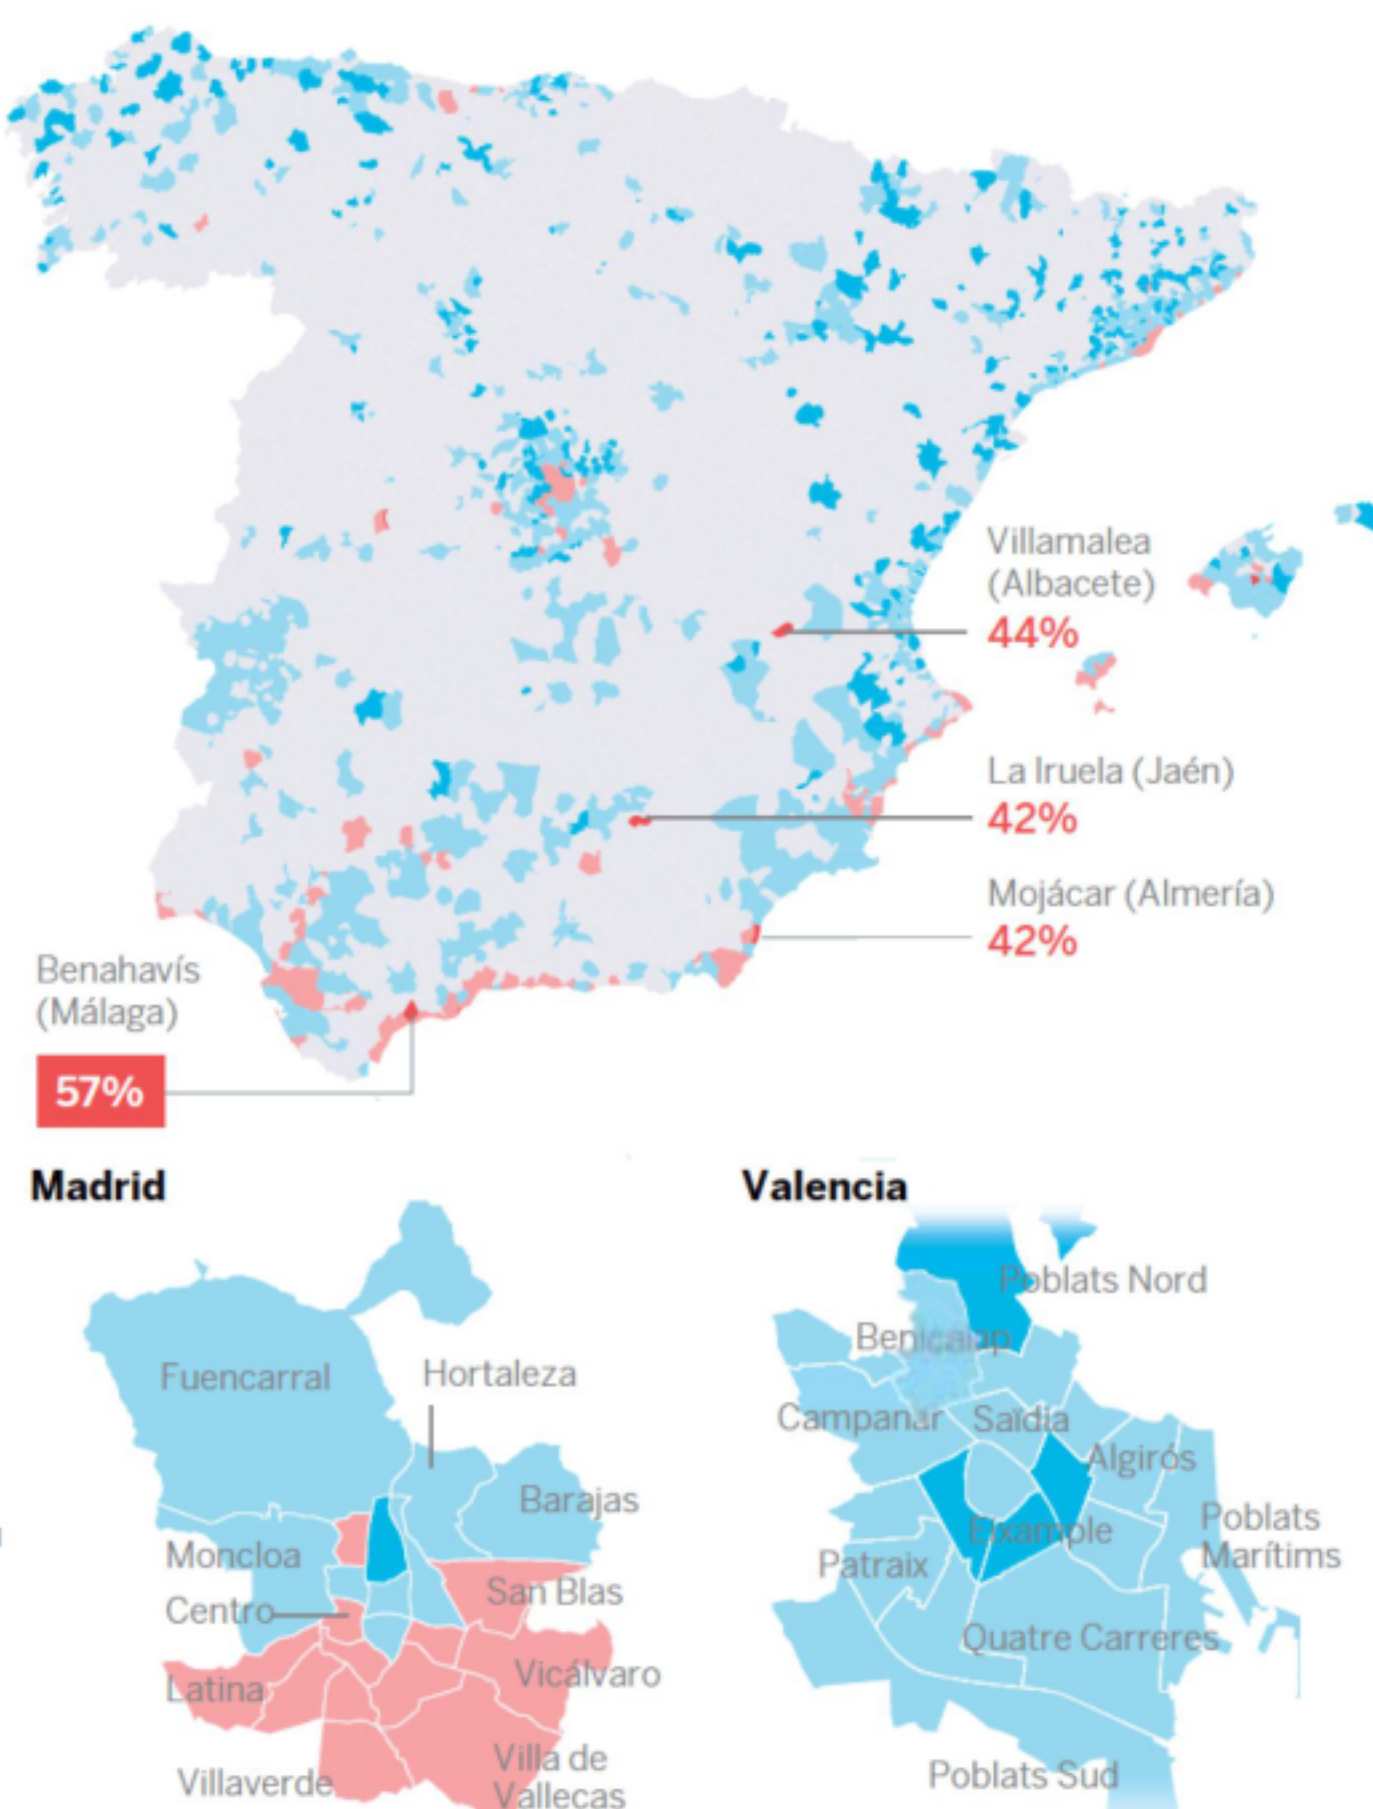 Villamalea
(Albacete)
44%
La Iruela (Jaén)
42%
Mojácar (Almería)
42%
Benahavís
(Málaga)
57%
Madrid
Fuencarral
Hortaleza
Barajas
Moncloa
San Blas
Centro
Vicálvaro
Latina
Villa de
Vallecas
Villaverde
Valencia
Poblats Nord
Benicalap
Campanar
Saïdia
Algirós
Eixample
Poblats
Marítims
Patraix
Quatre Carreres
Poblats Sud